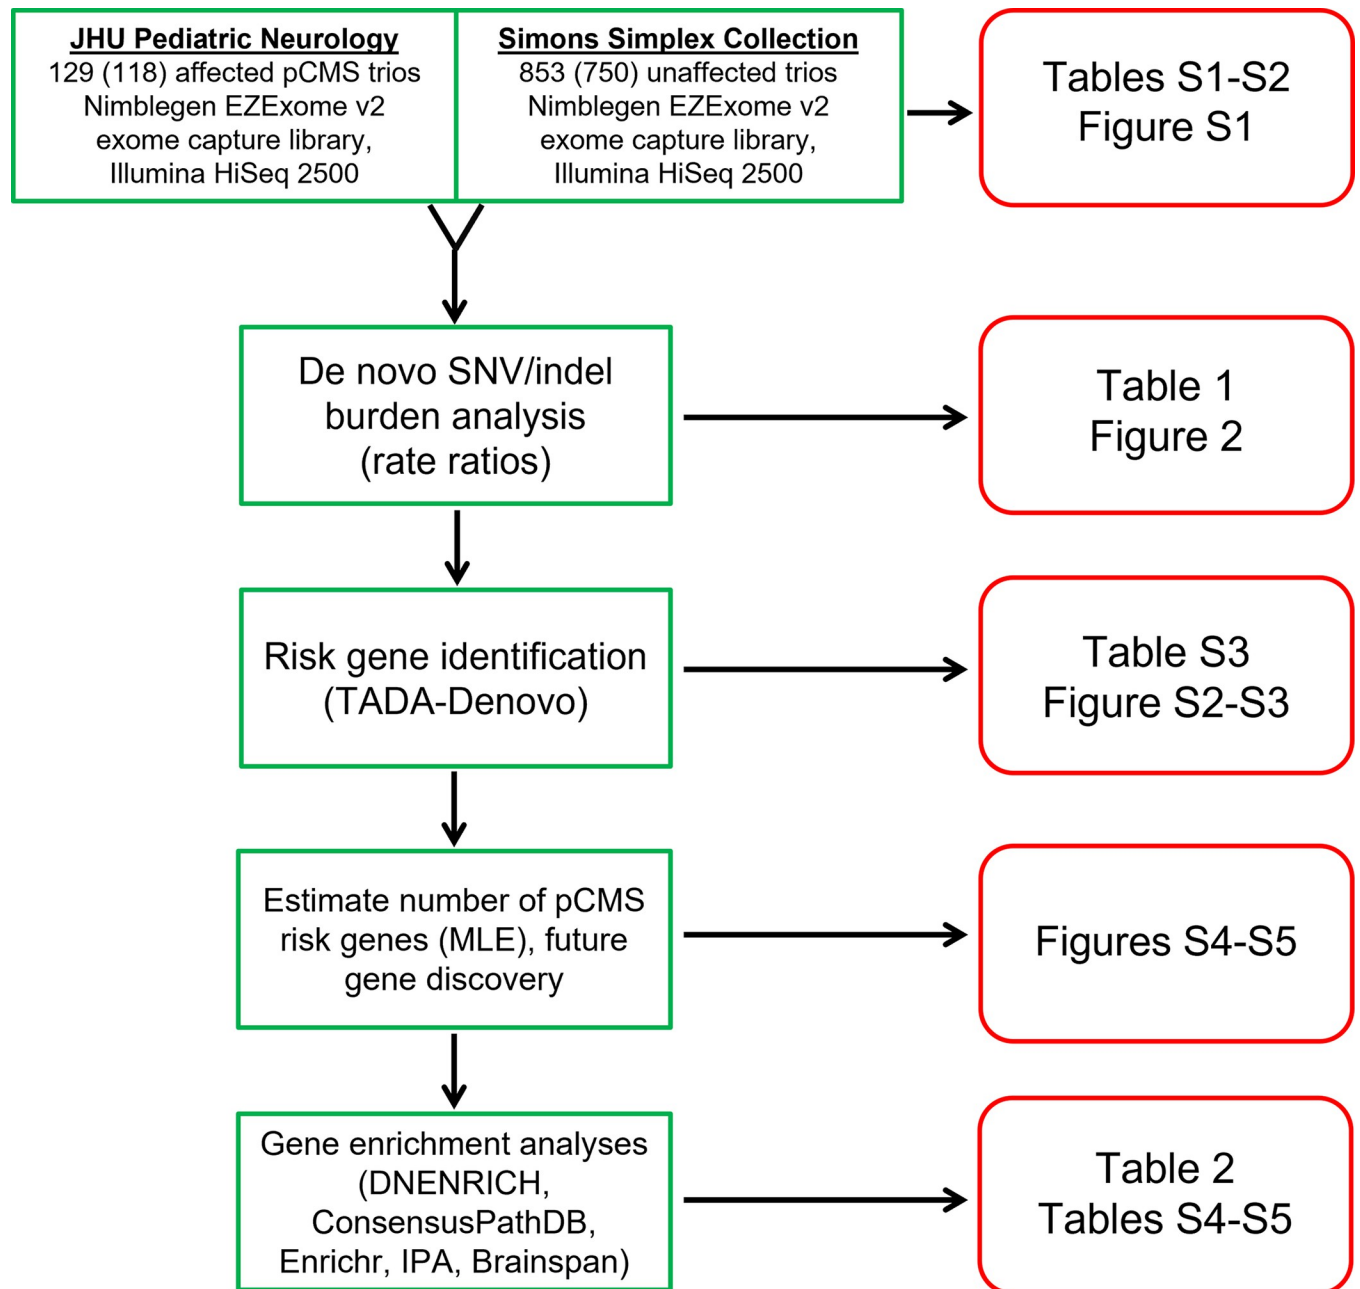 JHU Pediatric Neurology
129 (118) affected pCMS trios
Nimblegen EZExome v2
exome capture library,
Illumina HiSeq 2500
Simons Simplex Collection
853 (750) unaffected trios
Nimblegen EZExome v2
exome capture library,
Illumina HiSeq 2500
Tables S1-S2
Figure S1
De novo SNV/indel
burden analysis
(rate ratios)
Table 1
Figure 2
Risk gene identification
(TADA-Denovo)
Table S3
Figure S2-S3
Estimate number of pCMS
risk genes (MLE), future
gene discovery
Figures S4-S5
Gene enrichment analyses
(DNENRICH,
ConsensusPathDB,
Enrichr, IPA, Brainspan)
Table 2
Tables S4-S5